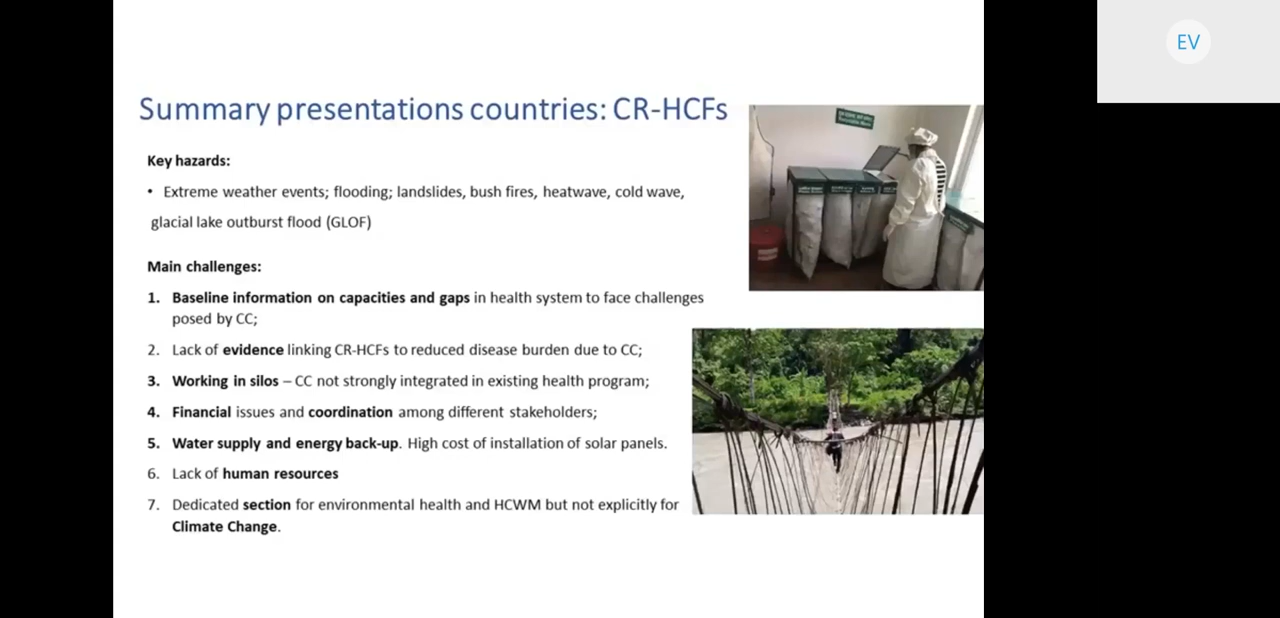 EV
Summary presentations countries: CR-HCFs
Key hazards:
• Extreme weather events; flooding; landslides, bush fires, heatwave, cold wave,
glacial lake outburst flood (GLOF)
Main challenges:
1. Baseline information on capacities and gaps in health system to face challenges
posed by CC;
2. Lack of evidence linking CR-HCFs to reduced disease burden due to CC;
3. Working in silos – CC not strongly integrated in existing health program;
4. Financial issues and coordination among different stakeholders;
5. Water supply and energy back-up. High cost of installation of solar panels.
6. Lack of human resources
7. Dedicated section for environmental health and HCWM but not explicitly for
Climate Change.